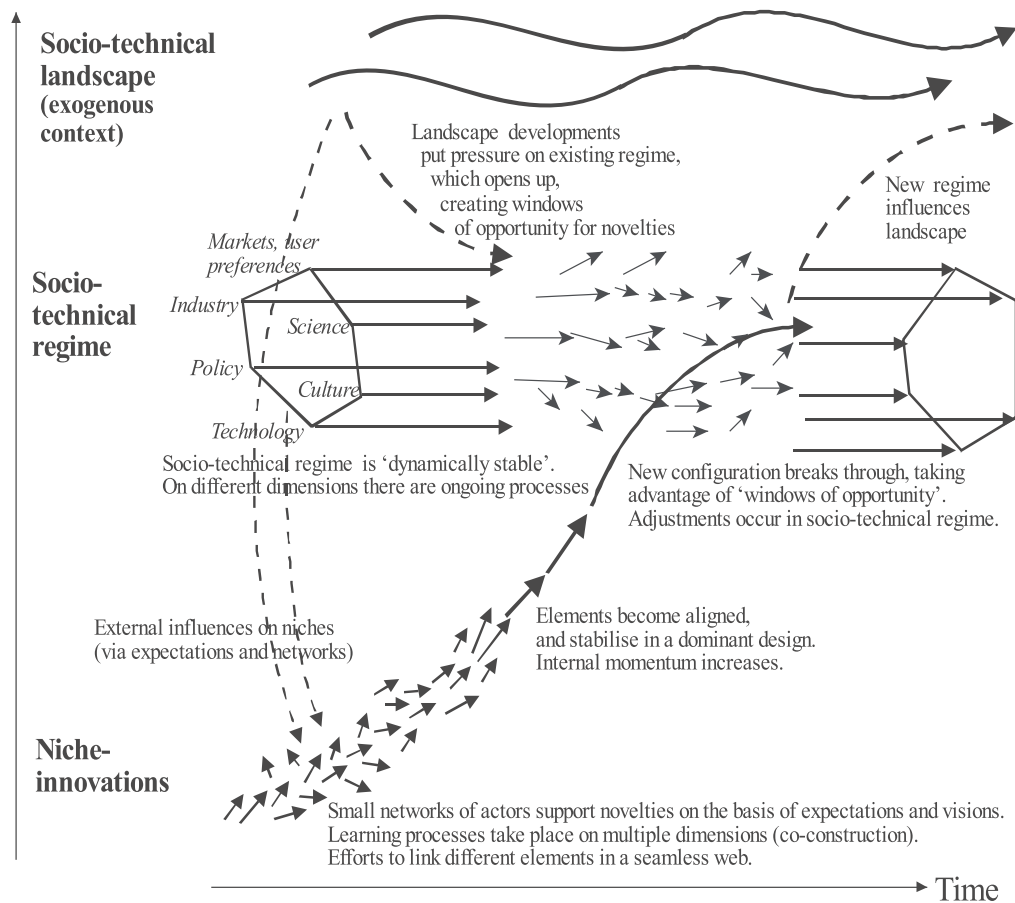 Socio-technical
landscape
(exogenous
context)
Landscape developments
put pressure on existing regime,
which opens up,
creating windows
of opportunity for novelties
New regime
influences
landscape
Markets, user
preferences
Socio-
technical
regime
Industry
Science
Policy
Culture
Technology
Socio-technical regime is ‘dynamically stable’.
On different dimensions there are ongoing processes
New configuration breaks through, taking
advantage of ‘windows of opportunity’.
Adjustments occur in socio-technical regime.
External influences on niches
(via expectations and networks)
Elements become aligned,
and stabilise in a dominant design.
Internal momentum increases.
Niche-
innovations
Small networks of actors support novelties on the basis of expectations and visions.
Learning processes take place on multiple dimensions (co-construction).
Efforts to link different elements in a seamless web.
Time